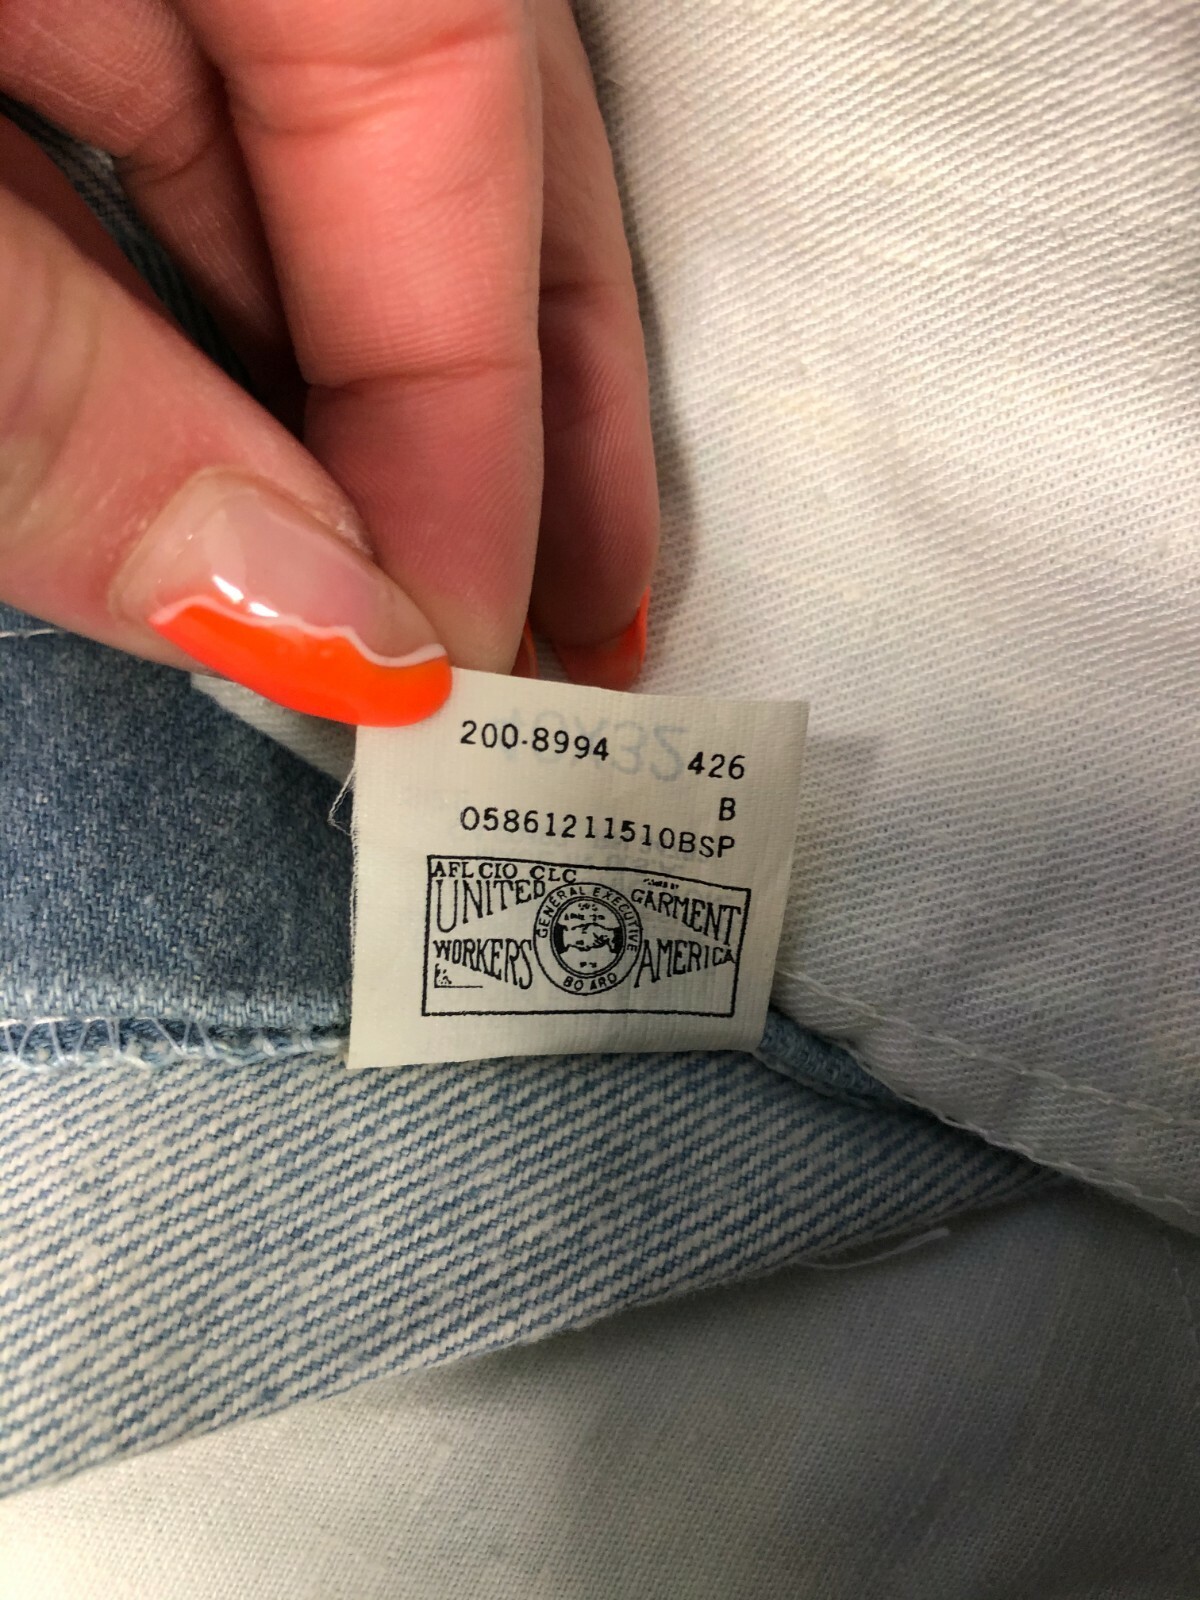 200-8994 426
B
05861211510BSP
AFL CIO CLC
UNITED GARMENT
WORKERS AMERICA
GENERAL EXECUTIVE
BOARD